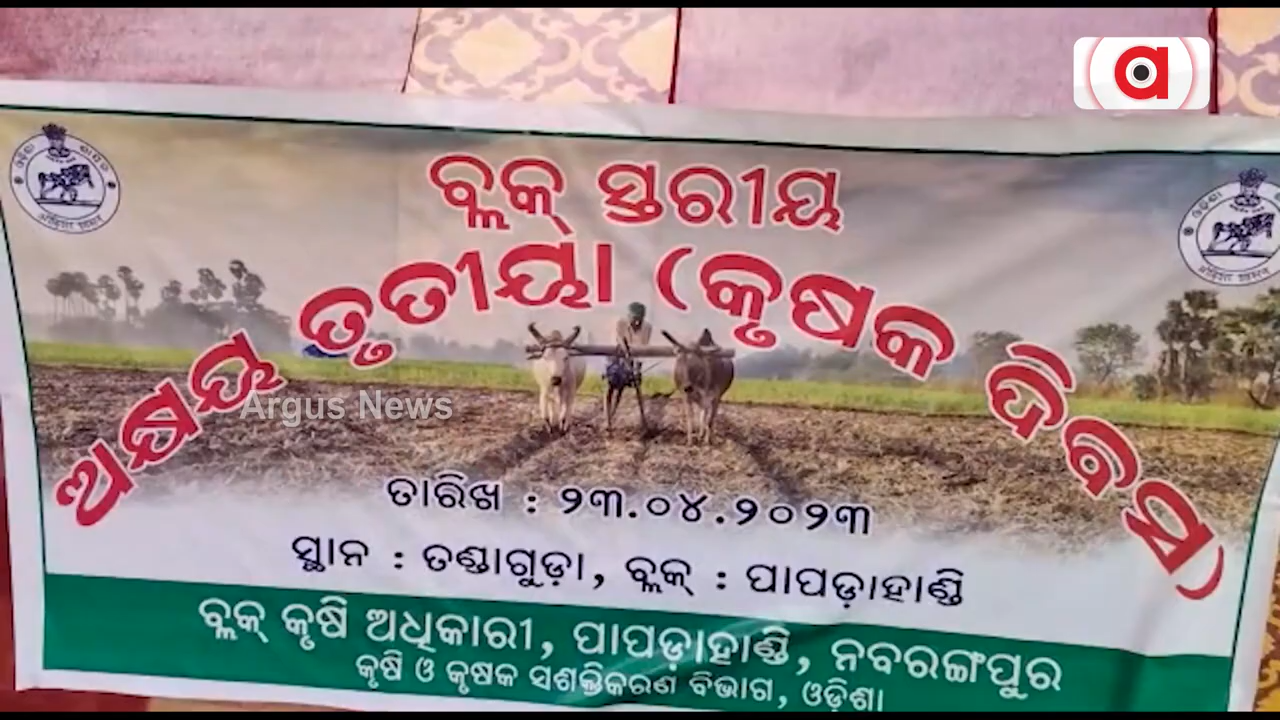 a
ବ୍ଲକ୍ ସ୍ତରୀୟ
ଅକ୍ଷୟ ତୃତୀୟା (କୃଷକ ଦିବସ)
Argus News
ତାରିଖ : ୨୩.୦୪.୨୦୨୩
ସ୍ଥାନ : ତଣ୍ଡାଗୁଡ଼ା, ବ୍ଲକ୍ : ପାପଡ଼ାହାଣ୍ଡି
ବ୍ଲକ୍ କୃଷି ଅଧିକାରୀ, ପାପଡ଼ାହାଣ୍ଡି, ନବରଙ୍ଗପୁର
କୃଷି ଓ କୃଷକ ସଶକ୍ତିକରଣ ବିଭାଗ, ଓଡ଼ିଶା